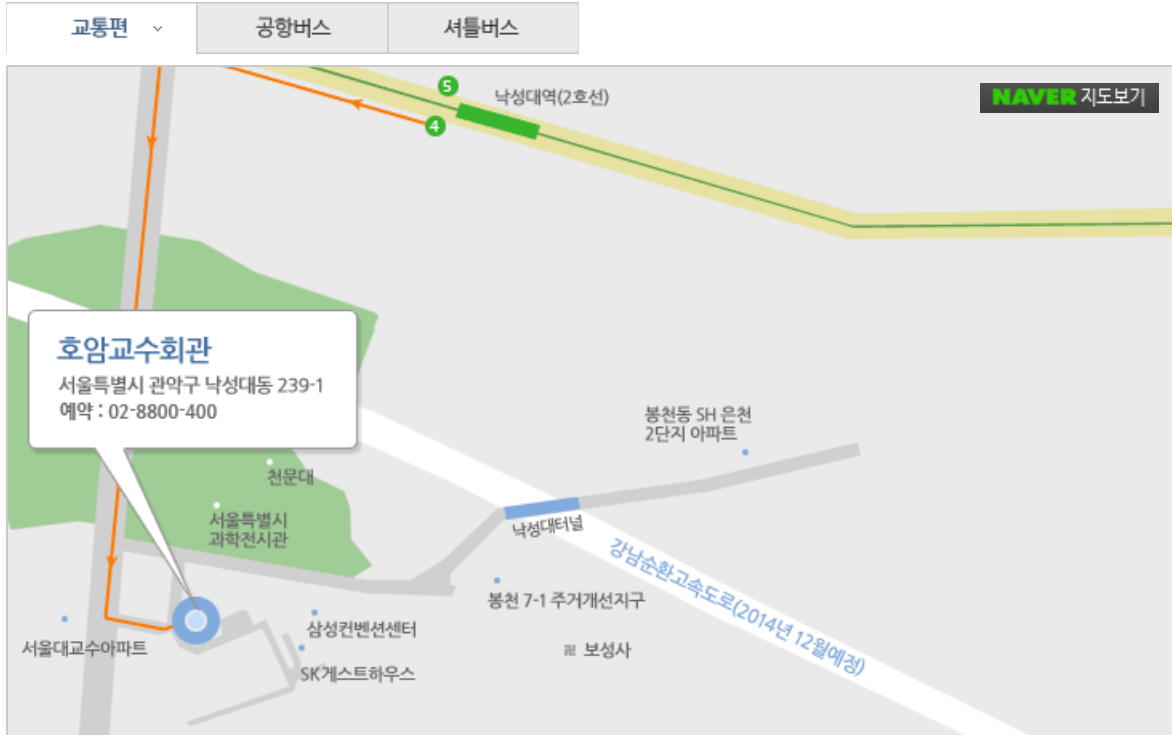 교통편
공항버스
셔틀버스
5
낙성대역(2호선)
NAVER 지도보기
4
호암교수회관
서울특별시 관악구 낙성대동 239-1
예약 : 02-8800-400
봉천동 SH 은천
2단지 아파트
천문대
서울특별시
과학전시관
낙성대터널
강남순환고속도로(2014년 12월예정)
봉천 7-1 주거개선지구
삼성컨벤션센터
서울대교수아파트
卍 보성사
SK게스트하우스